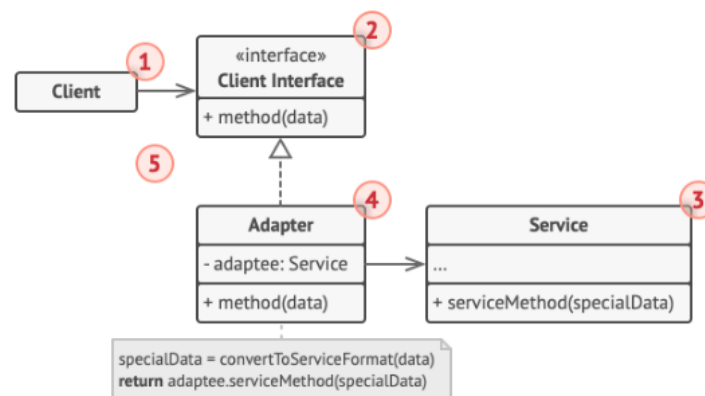 1
2
«interface»
Client Interface
Client
+ method(data)
5
4
3
Adapter
Service
- adaptee: Service
...
+ method(data)
+ serviceMethod(specialData)
specialData = convertToServiceFormat(data)
return adaptee.serviceMethod(specialData)